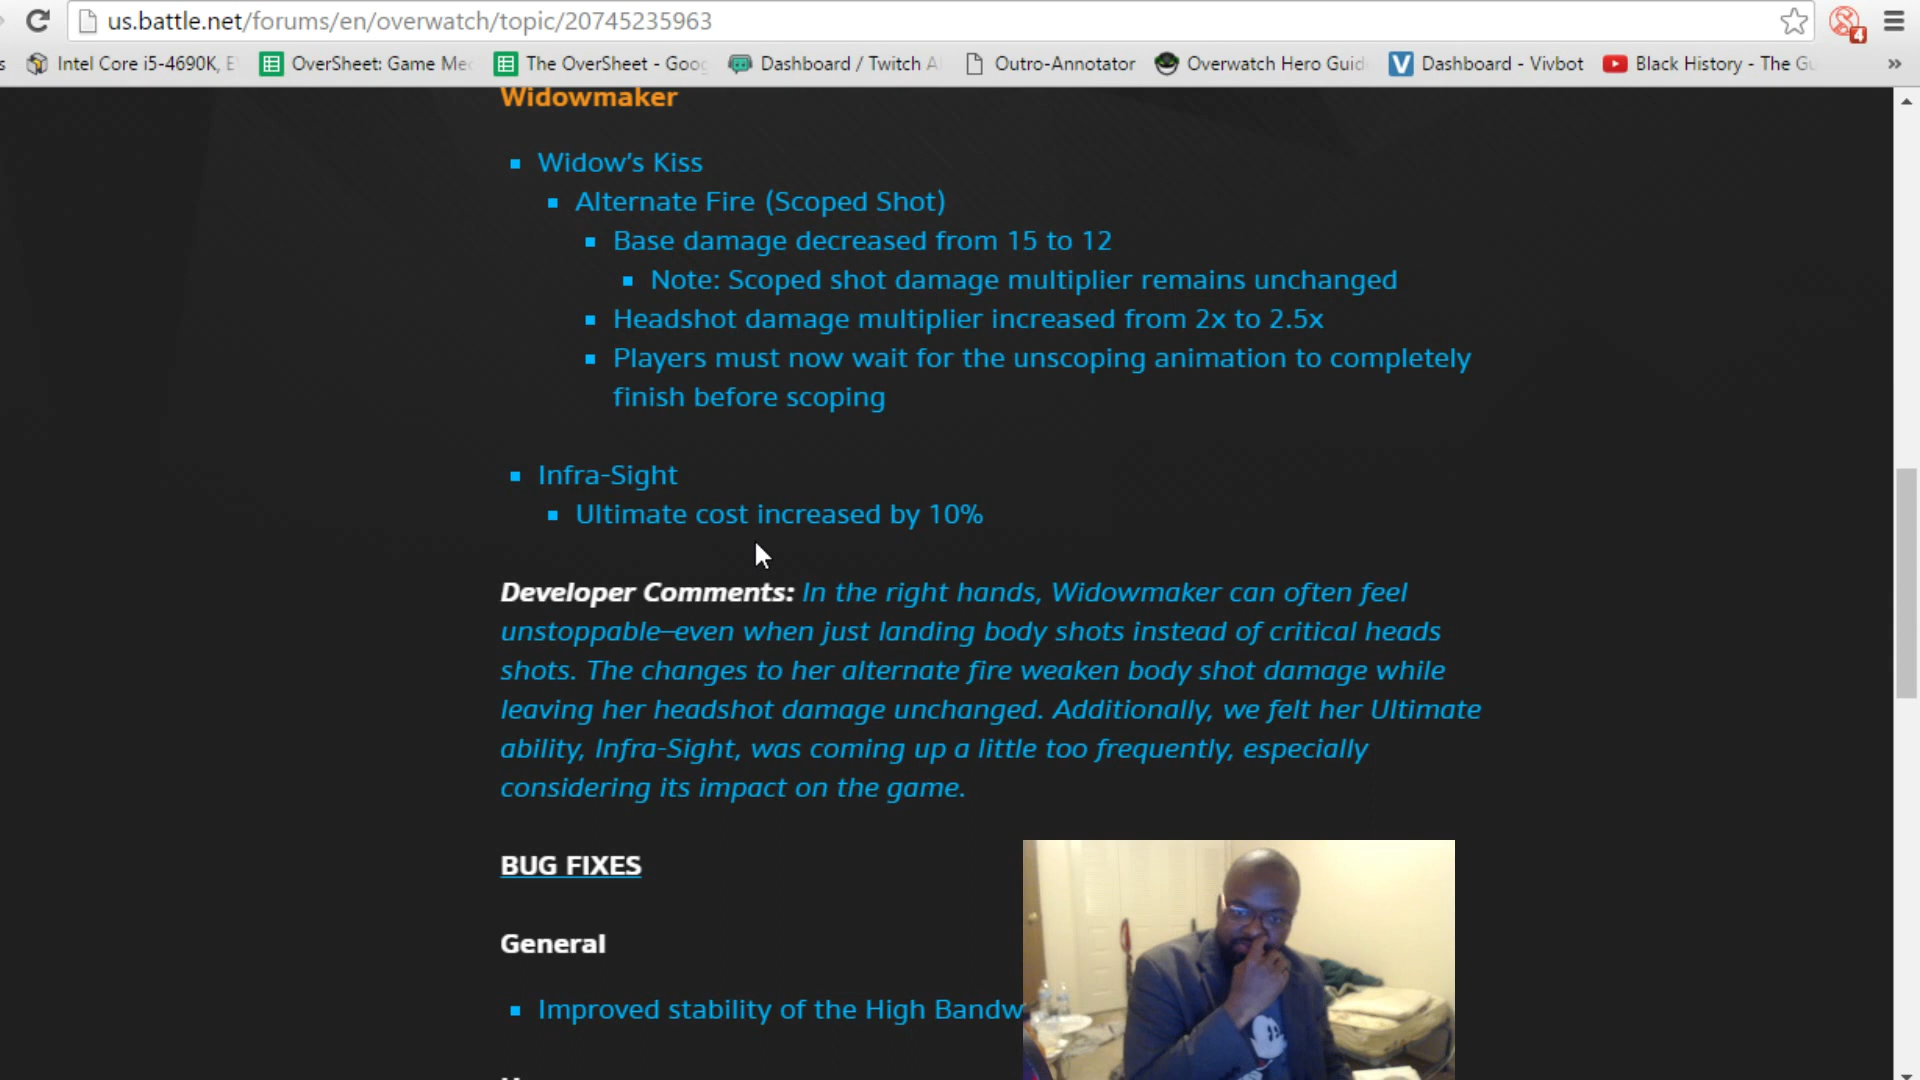 us.battle.net/forums/en/overwatch/topic/20745235963
4
s Intel Core i5-4690K, E OverSheet: Game Mec The OverSheet - Goog Dashboard / Twitch A Outro-Annotator Overwatch Hero Guid Dashboard - Vivbot Black History - The Gu »
Widowmaker
Widow's Kiss
Alternate Fire (Scoped Shot)
Base damage decreased from 15 to 12
Note: Scoped shot damage multiplier remains unchanged
Headshot damage multiplier increased from 2x to 2.5x
Players must now wait for the unscoping animation to completely
finish before scoping
Infra-Sight
Ultimate cost increased by 10%
Developer Comments: In the right hands, Widowmaker can often feel
unstoppable—even when just landing body shots instead of critical heads
shots. The changes to her alternate fire weaken body shot damage while
leaving her headshot damage unchanged. Additionally, we felt her Ultimate
ability, Infra-Sight, was coming up a little too frequently, especially
considering its impact on the game.
BUG FIXES
General
Improved stability of the High Bandw